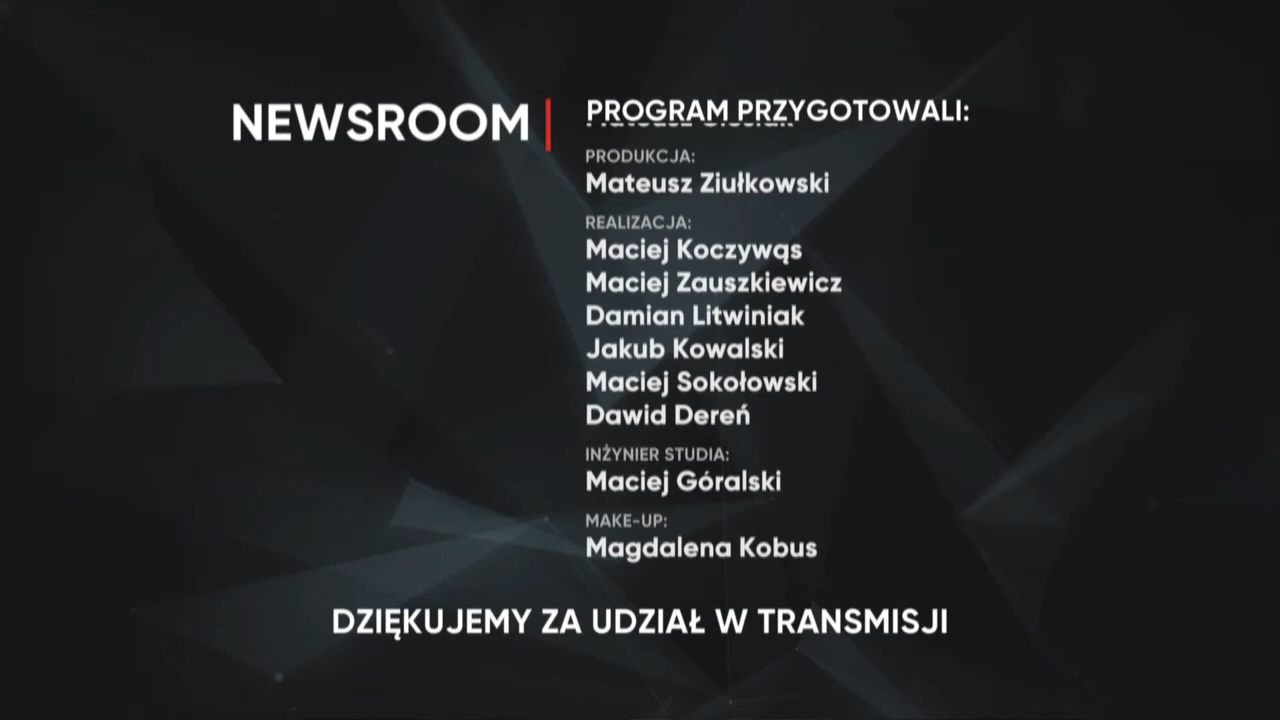 NEWSROOM
PROGRAM PRZYGOTOWALI:
PRODUKCJA:
Mateusz Ziułkowski
REALIZACJA:
Maciej Koczywąs
Maciej Zauszkiewicz
Damian Litwiniak
Jakub Kowalski
Maciej Sokołowski
Dawid Dereń
INŻYNIER STUDIA:
Maciej Góralski
MAKE-UP:
Magdalena Kobus
DZIĘKUJEMY ZA UDZIAŁ W TRANSMISJI